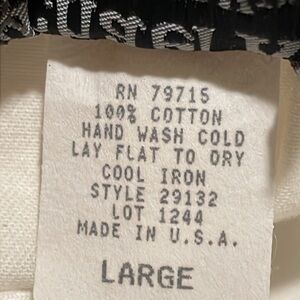 RN 79715
100% COTTON
HAND WASH COLD
LAY FLAT TO DRY
COOL IRON
STYLE 29132
LOT 1244
MADE IN U.S.A.
LARGE